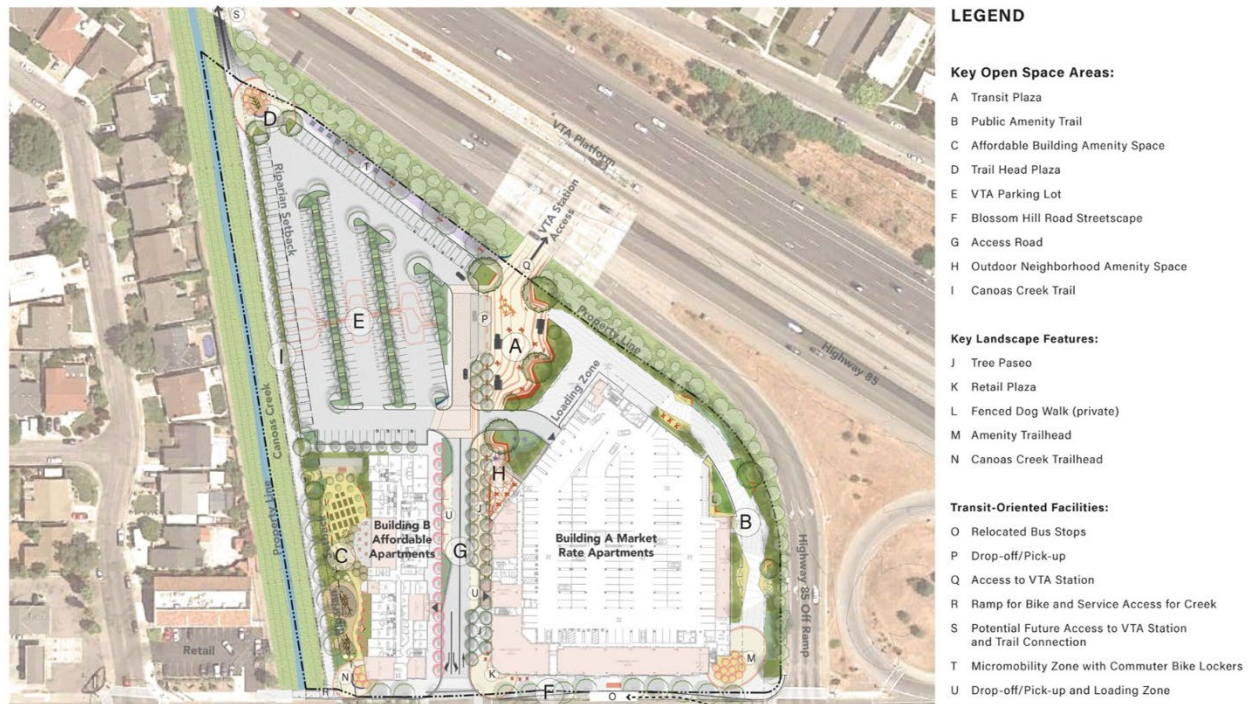 S
D
T
VTA Platform
Riparian Setback
VTA Station
Access
Q
E
P
A
Property Line
Highway 85
I
Canoas Creek
Loading Zone
Property Line
H
J
U
C
Building B
Affordable
Apartments
G
Building A Market
Rate Apartments
L
B
U
Highway 85 Off Ramp
Retail
N
M
K
R
F
O
LEGEND
Key Open Space Areas:
A Transit Plaza
B Public Amenity Trail
C Affordable Building Amenity Space
D Trail Head Plaza
E VTA Parking Lot
F Blossom Hill Road Streetscape
G Access Road
H Outdoor Neighborhood Amenity Space
I Canoas Creek Trail
Key Landscape Features:
J Tree Paseo
K Retail Plaza
L Fenced Dog Walk (private)
M Amenity Trailhead
N Canoas Creek Trailhead
Transit-Oriented Facilities:
O Relocated Bus Stops
P Drop-off/Pick-up
Q Access to VTA Station
R Ramp for Bike and Service Access for Creek
S Potential Future Access to VTA Station
and Trail Connection
T Micromobility Zone with Commuter Bike Lockers
U Drop-off/Pick-up and Loading Zone